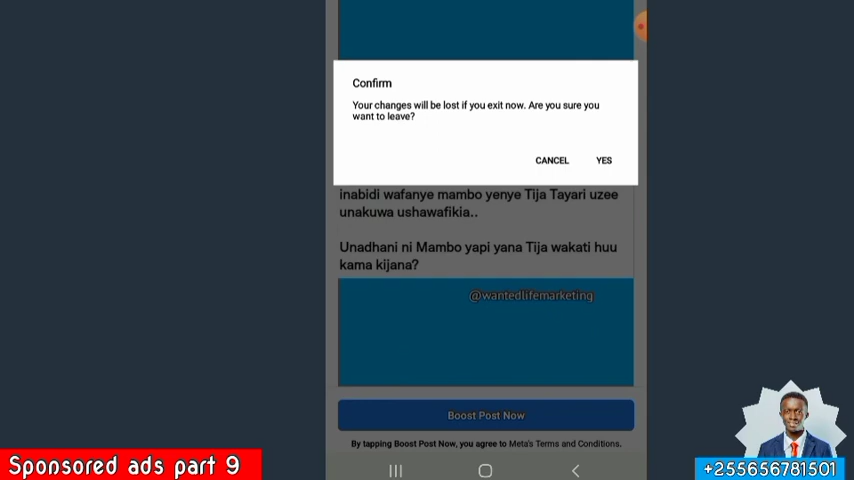 Confirm
Your changes will be lost if you exit now. Are you sure you
want to leave?
CANCEL YES
inabidi wafanye mambo yenye Tija Tayari uzee
unakuwa ushawafikia..
Unadhani ni Mambo yapi yana Tija wakati huu
kama kijana?
@wantedlifemarketing
Boost Post Now
By tapping Boost Post Now, you agree to Meta's Terms and Conditions.
Sponsored ads part 9
+255656781501